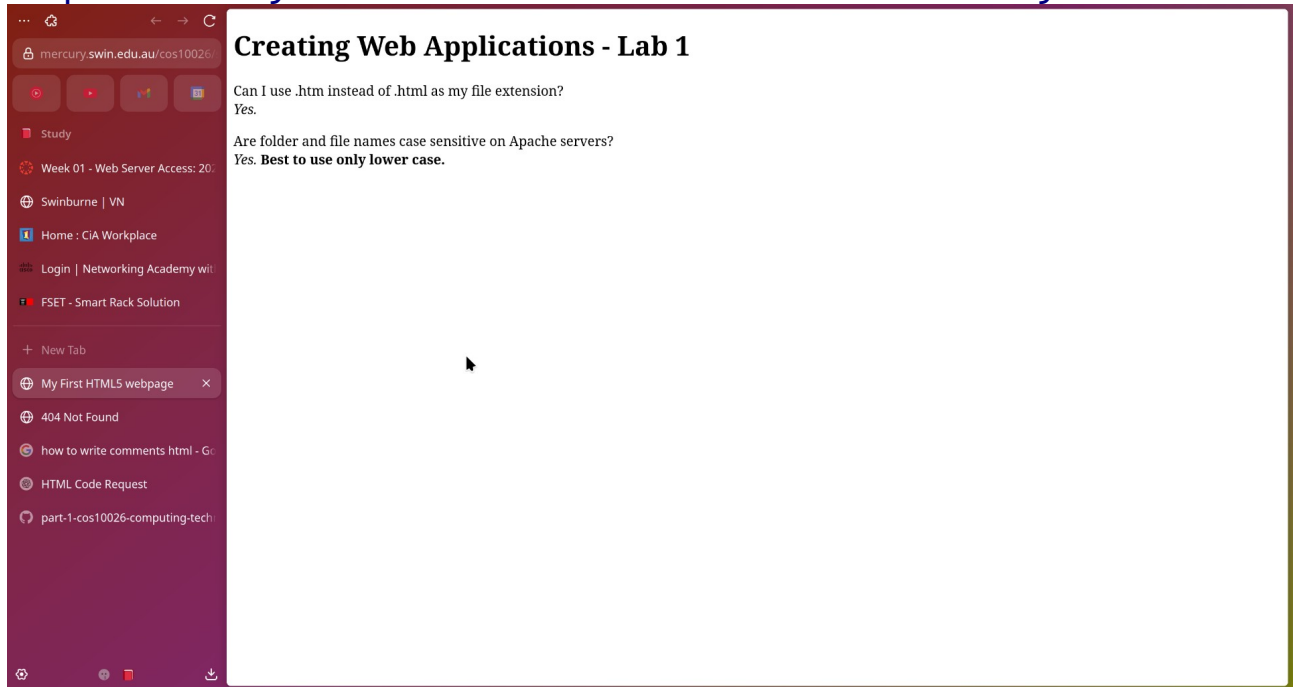 mercury.swin.edu.au/cos10026/
Study
Week 01 - Web Server Access: 202
Swinburne | VN
Home : CiA Workplace
Login | Networking Academy wit
FSET - Smart Rack Solution
+ New Tab
My First HTML5 webpage
404 Not Found
how to write comments html - Go
HTML Code Request
part-1-cos10026-computing-tech
Creating Web Applications - Lab 1
Can I use .htm instead of .html as my file extension?
Yes.
Are folder and file names case sensitive on Apache servers?
Yes. Best to use only lower case.